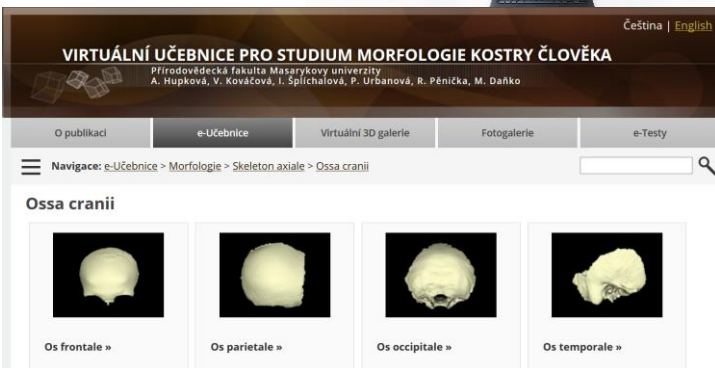 Čeština | English
VIRTUÁLNÍ UČEBNICE PRO STUDIUM MORFOLOGIE KOSTRY ČLOVĚKA
Přírodovědecká fakulta Masarykovy univerzity
A. Hupková, V. Kováčová, I. Šplíchalová, P. Urbanová, R. Pěnička, M. Daňko
O publikaci e-Učebnice Virtuální 3D galerie Fotogalerie e-Testy
Navigace: e-Učebnice > Morfologie > Skeleton axiale > Ossa cranii
Ossa cranii
Os frontale » Os parietale » Os occipitale » Os temporale »